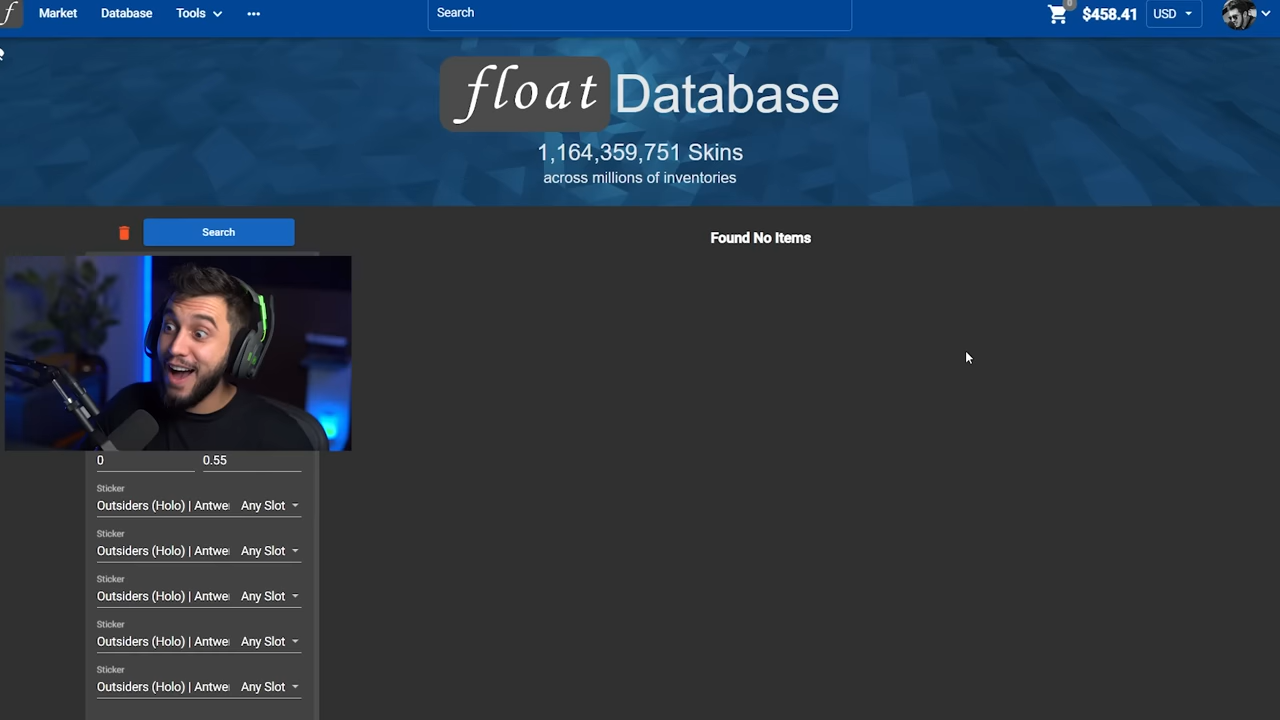 f
Market
Database
Tools
Search
0
$458.41
USD
float Database
1,164,359,751 Skins
across millions of inventories
Search
Found No Items
0
0.55
Sticker
Outsiders (Holo) | Antwe
Any Slot
Sticker
Outsiders (Holo) | Antwe
Any Slot
Sticker
Outsiders (Holo) | Antwe
Any Slot
Sticker
Outsiders (Holo) | Antwe
Any Slot
Sticker
Outsiders (Holo) | Antwe
Any Slot